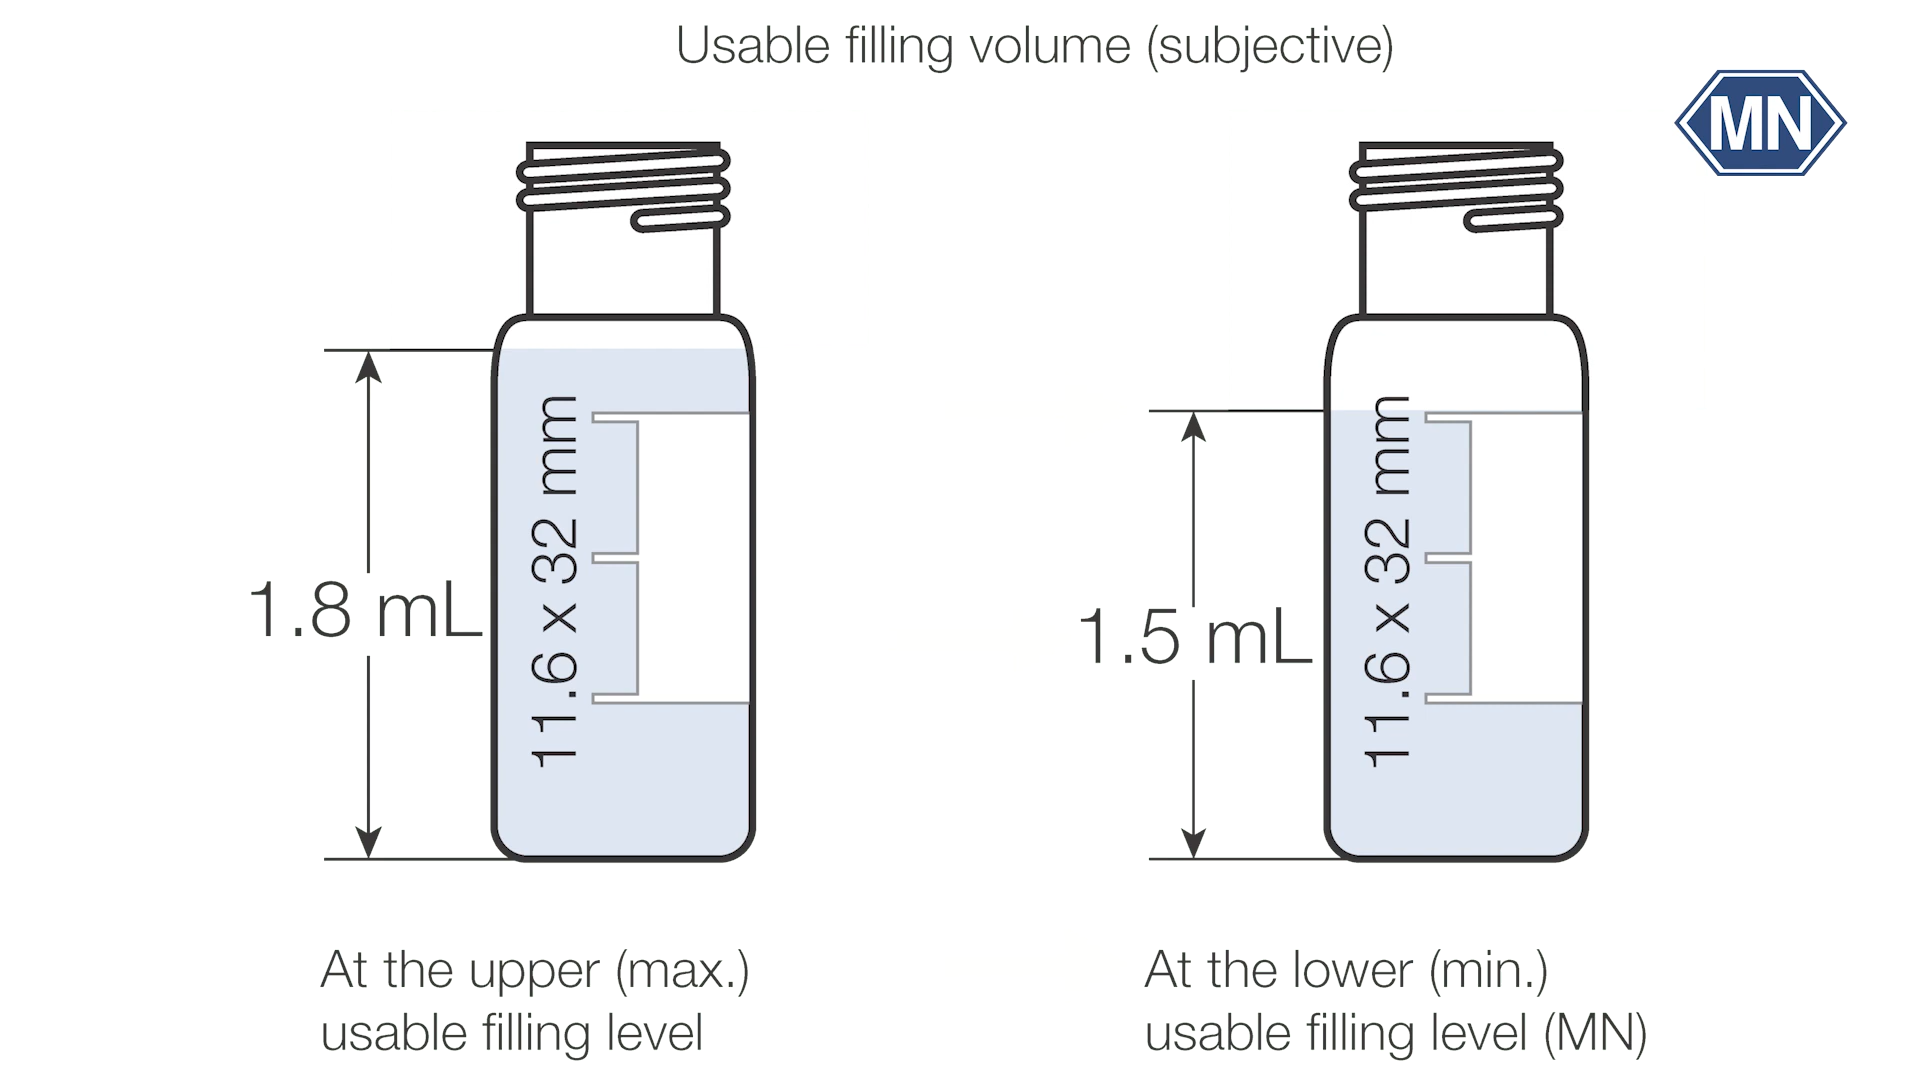 Usable filling volume (subjective)
MN
11.6 x 32 mm
1.8 mL
At the upper (max.)
usable filling level
11.6 x 32 mm
1.5 mL
At the lower (min.)
usable filling level (MN)